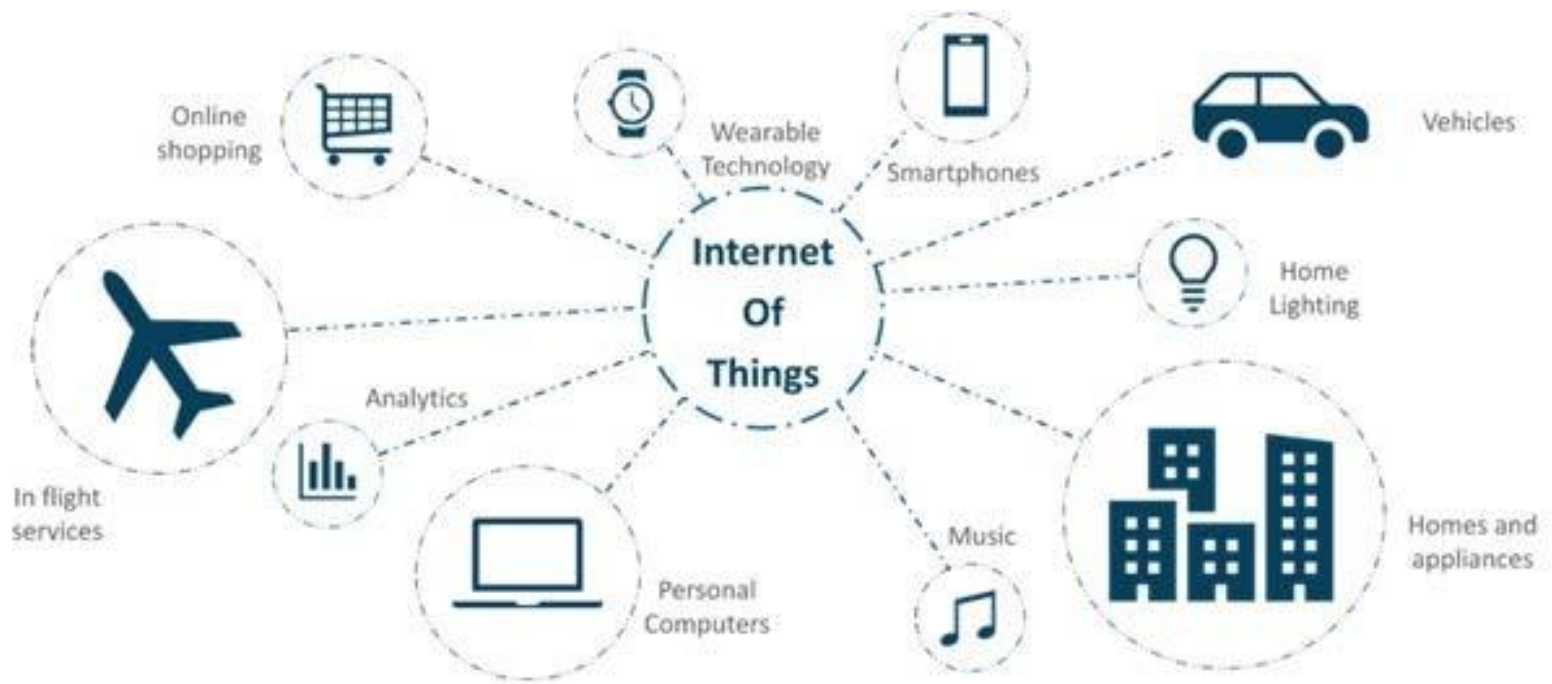 Online
shopping
Wearable
Technology
Smartphones
Vehicles
Internet
Of
Things
Home
Lighting
Analytics
In flight
services
Personal
Computers
Music
Homes and
appliances